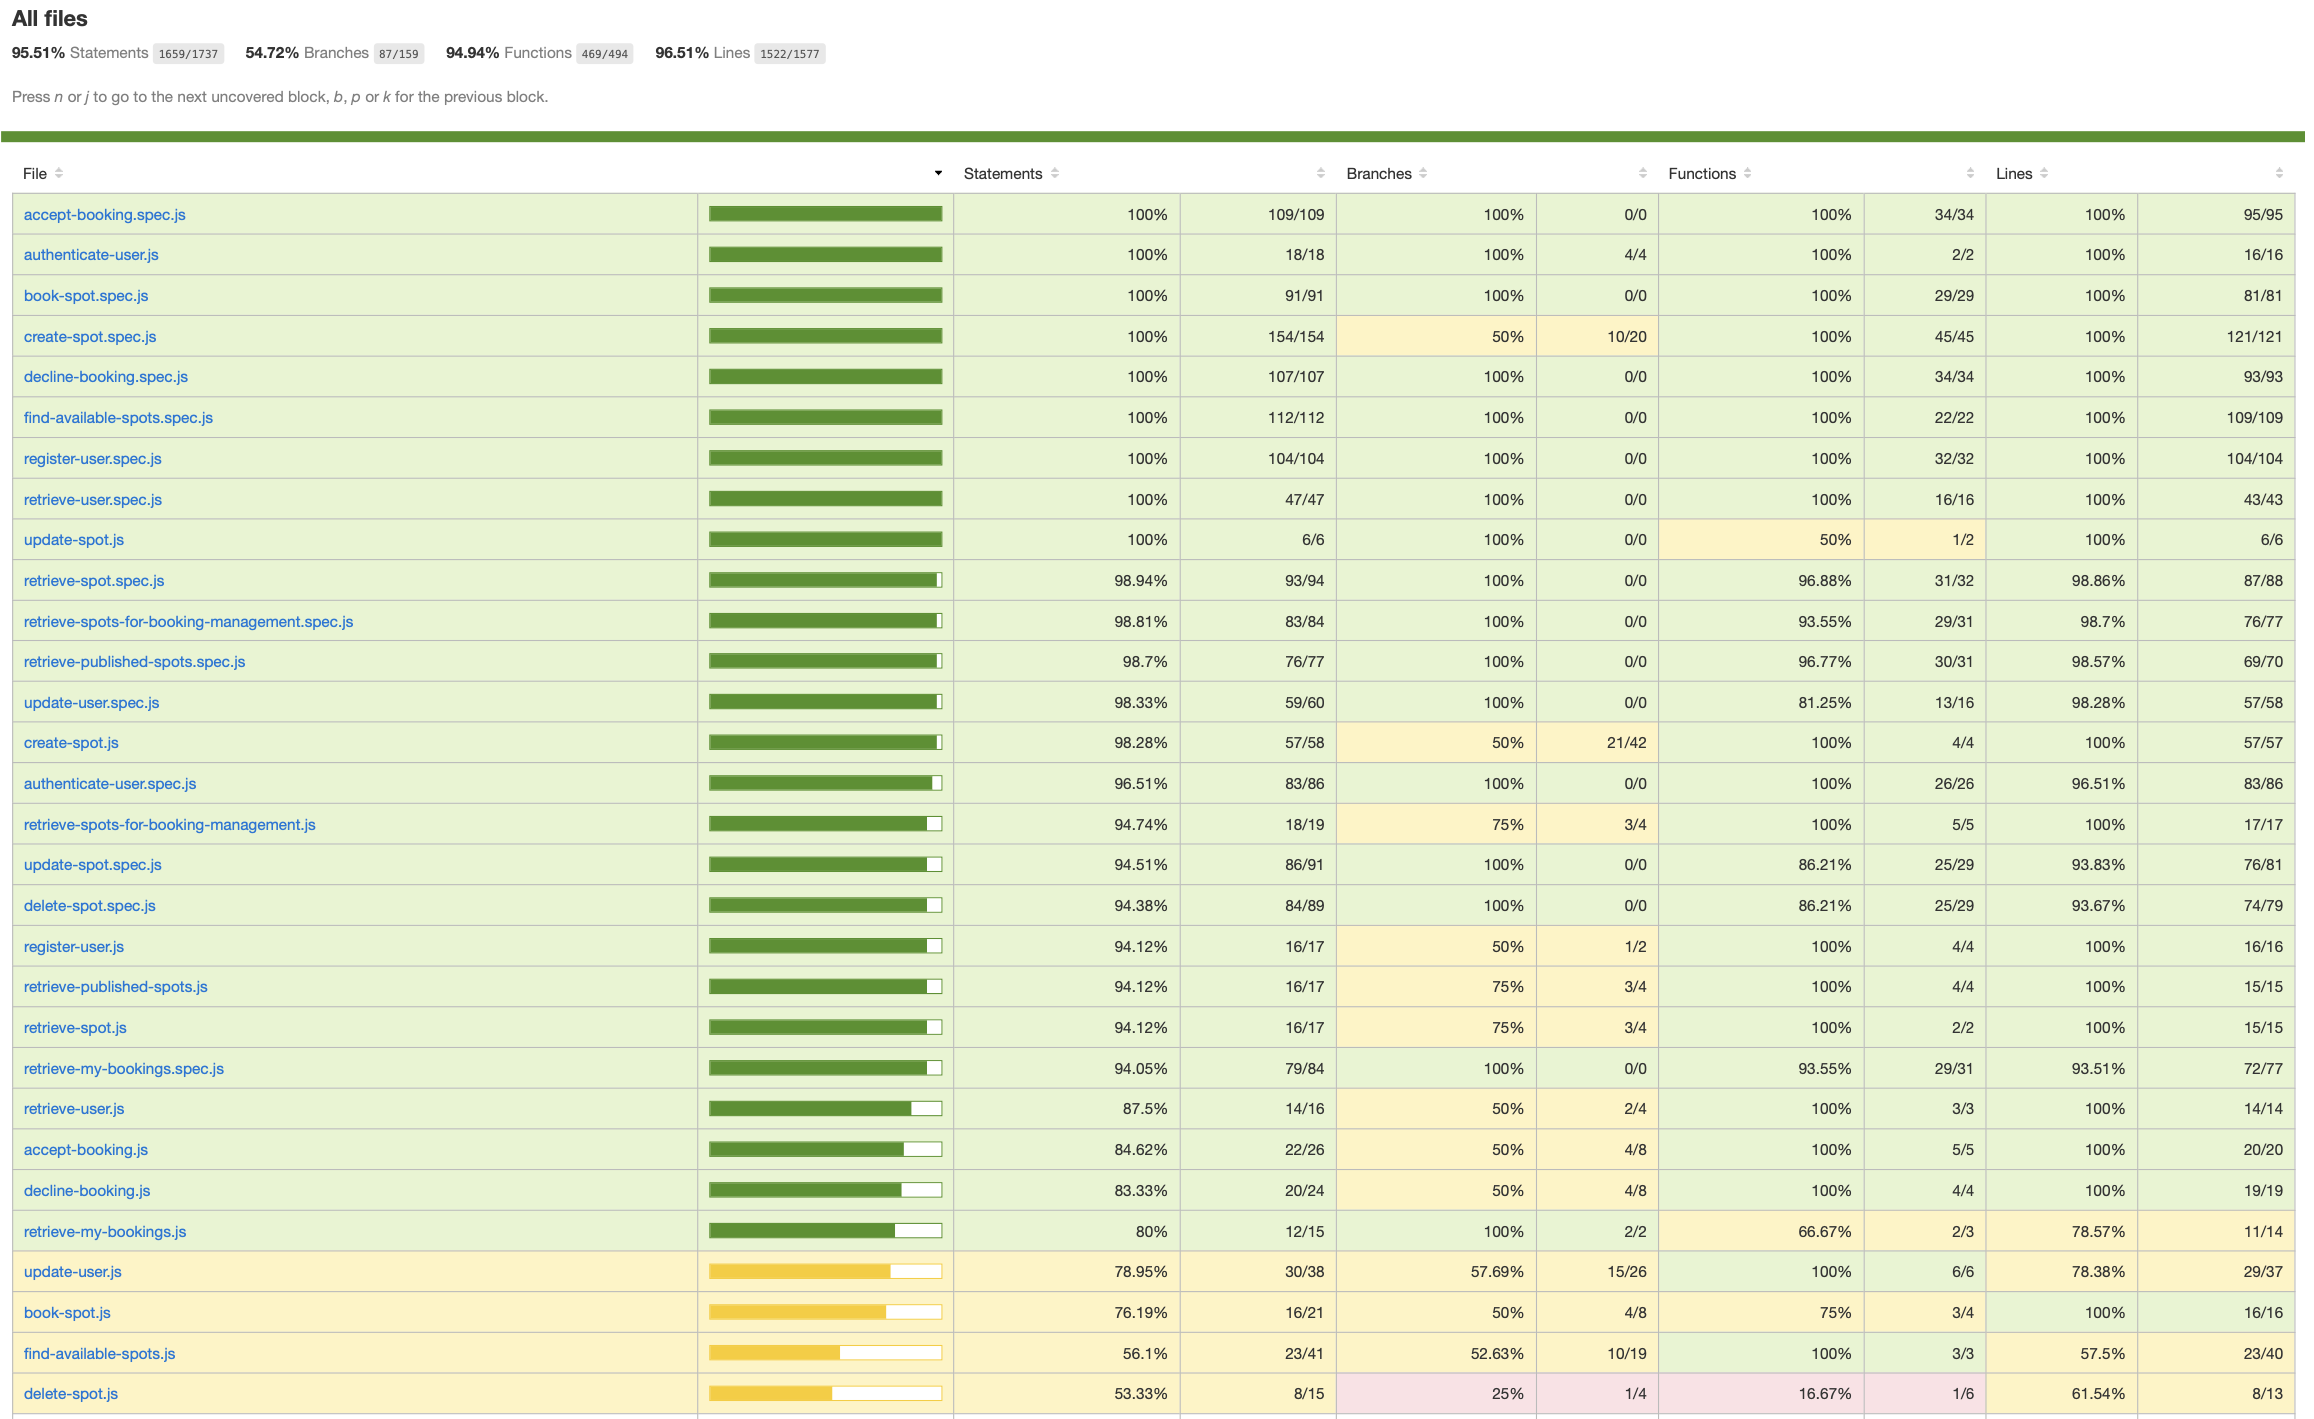 All files
95.51% Statements 1659/1737 54.72% Branches 87/159 94.94% Functions 469/494 96.51% Lines 1522/1577
Press n or j to go to the next uncovered block, b, p or k for the previous block.
File Statements Branches Functions Lines
accept-booking.spec.js 100% 109/109 100% 0/0 100% 34/34 100% 95/95
authenticate-user.js 100% 18/18 100% 4/4 100% 2/2 100% 16/16
book-spot.spec.js 100% 91/91 100% 0/0 100% 29/29 100% 81/81
create-spot.spec.js 100% 154/154 50% 10/20 100% 45/45 100% 121/121
decline-booking.spec.js 100% 107/107 100% 0/0 100% 34/34 100% 93/93
find-available-spots.spec.js 100% 112/112 100% 0/0 100% 22/22 100% 109/109
register-user.spec.js 100% 104/104 100% 0/0 100% 32/32 100% 104/104
retrieve-user.spec.js 100% 47/47 100% 0/0 100% 16/16 100% 43/43
update-spot.js 100% 6/6 100% 0/0 50% 1/2 100% 6/6
retrieve-spot.spec.js 98.94% 93/94 100% 0/0 96.88% 31/32 98.86% 87/88
retrieve-spots-for-booking-management.spec.js 98.81% 83/84 100% 0/0 93.55% 29/31 98.7% 76/77
retrieve-published-spots.spec.js 98.7% 76/77 100% 0/0 96.77% 30/31 98.57% 69/70
update-user.spec.js 98.33% 59/60 100% 0/0 81.25% 13/16 98.28% 57/58
create-spot.js 98.28% 57/58 50% 21/42 100% 4/4 100% 57/57
authenticate-user.spec.js 96.51% 83/86 100% 0/0 100% 26/26 96.51% 83/86
retrieve-spots-for-booking-management.js 94.74% 18/19 75% 3/4 100% 5/5 100% 17/17
update-spot.spec.js 94.51% 86/91 100% 0/0 86.21% 25/29 93.83% 76/81
delete-spot.spec.js 94.38% 84/89 100% 0/0 86.21% 25/29 93.67% 74/79
register-user.js 94.12% 16/17 50% 1/2 100% 4/4 100% 16/16
retrieve-published-spots.js 94.12% 16/17 75% 3/4 100% 4/4 100% 15/15
retrieve-spot.js 94.12% 16/17 75% 3/4 100% 2/2 100% 15/15
retrieve-my-bookings.spec.js 94.05% 79/84 100% 0/0 93.55% 29/31 93.51% 72/77
retrieve-user.js 87.5% 14/16 50% 2/4 100% 3/3 100% 14/14
accept-booking.js 84.62% 22/26 50% 4/8 100% 5/5 100% 20/20
decline-booking.js 83.33% 20/24 50% 4/8 100% 4/4 100% 19/19
retrieve-my-bookings.js 80% 12/15 100% 2/2 66.67% 2/3 78.57% 11/14
update-user.js 78.95% 30/38 57.69% 15/26 100% 6/6 78.38% 29/37
book-spot.js 76.19% 16/21 50% 4/8 75% 3/4 100% 16/16
find-available-spots.js 56.1% 23/41 52.63% 10/19 100% 3/3 57.5% 23/40
delete-spot.js 53.33% 8/15 25% 1/4 16.67% 1/6 61.54% 8/13